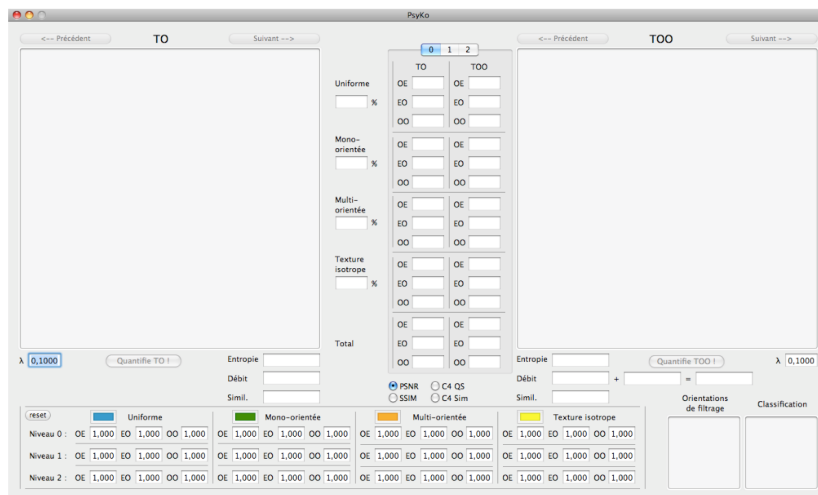 PsyKo
<-- Précédent TO Suivant -->
<-- Précédent TOO Suivant -->
0 1 2
TO TOO
Uniforme OE OE
% EO EO
OO OO
Mono-
orientée OE OE
% EO EO
OO OO
Multi-
orientée OE OE
% EO EO
OO OO
Texture
isotrope OE OE
% EO EO
OO OO
OE OE
Total EO EO
OO OO
λ 0,1000 Quantifie TO ! Entropie
Débit
Simil.
PSNR C4 QS
SSIM C4 Sim
Entropie Quantifie TOO ! λ 0,1000
Débit + =
Simil.
Orientations
de filtrage
Classification
reset Uniforme Mono-orientée Multi-orientée Texture isotrope
Niveau 0 : OE 1,000 EO 1,000 OO 1,000 OE 1,000 EO 1,000 OO 1,000 OE 1,000 EO 1,000 OO 1,000 OE 1,000 EO 1,000 OO 1,000
Niveau 1 : OE 1,000 EO 1,000 OO 1,000 OE 1,000 EO 1,000 OO 1,000 OE 1,000 EO 1,000 OO 1,000 OE 1,000 EO 1,000 OO 1,000
Niveau 2 : OE 1,000 EO 1,000 OO 1,000 OE 1,000 EO 1,000 OO 1,000 OE 1,000 EO 1,000 OO 1,000 OE 1,000 EO 1,000 OO 1,000